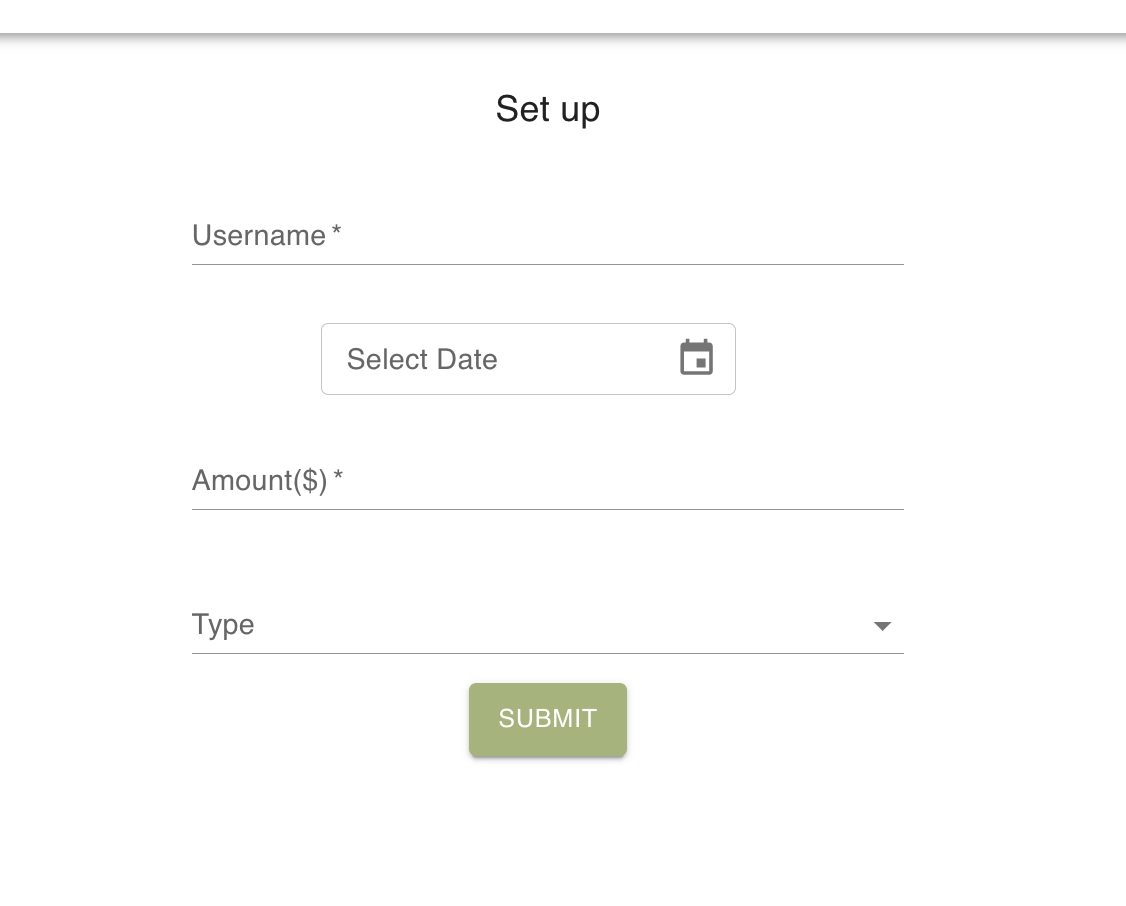 Set up
Username *
Select Date
Amount($) *
Type
SUBMIT